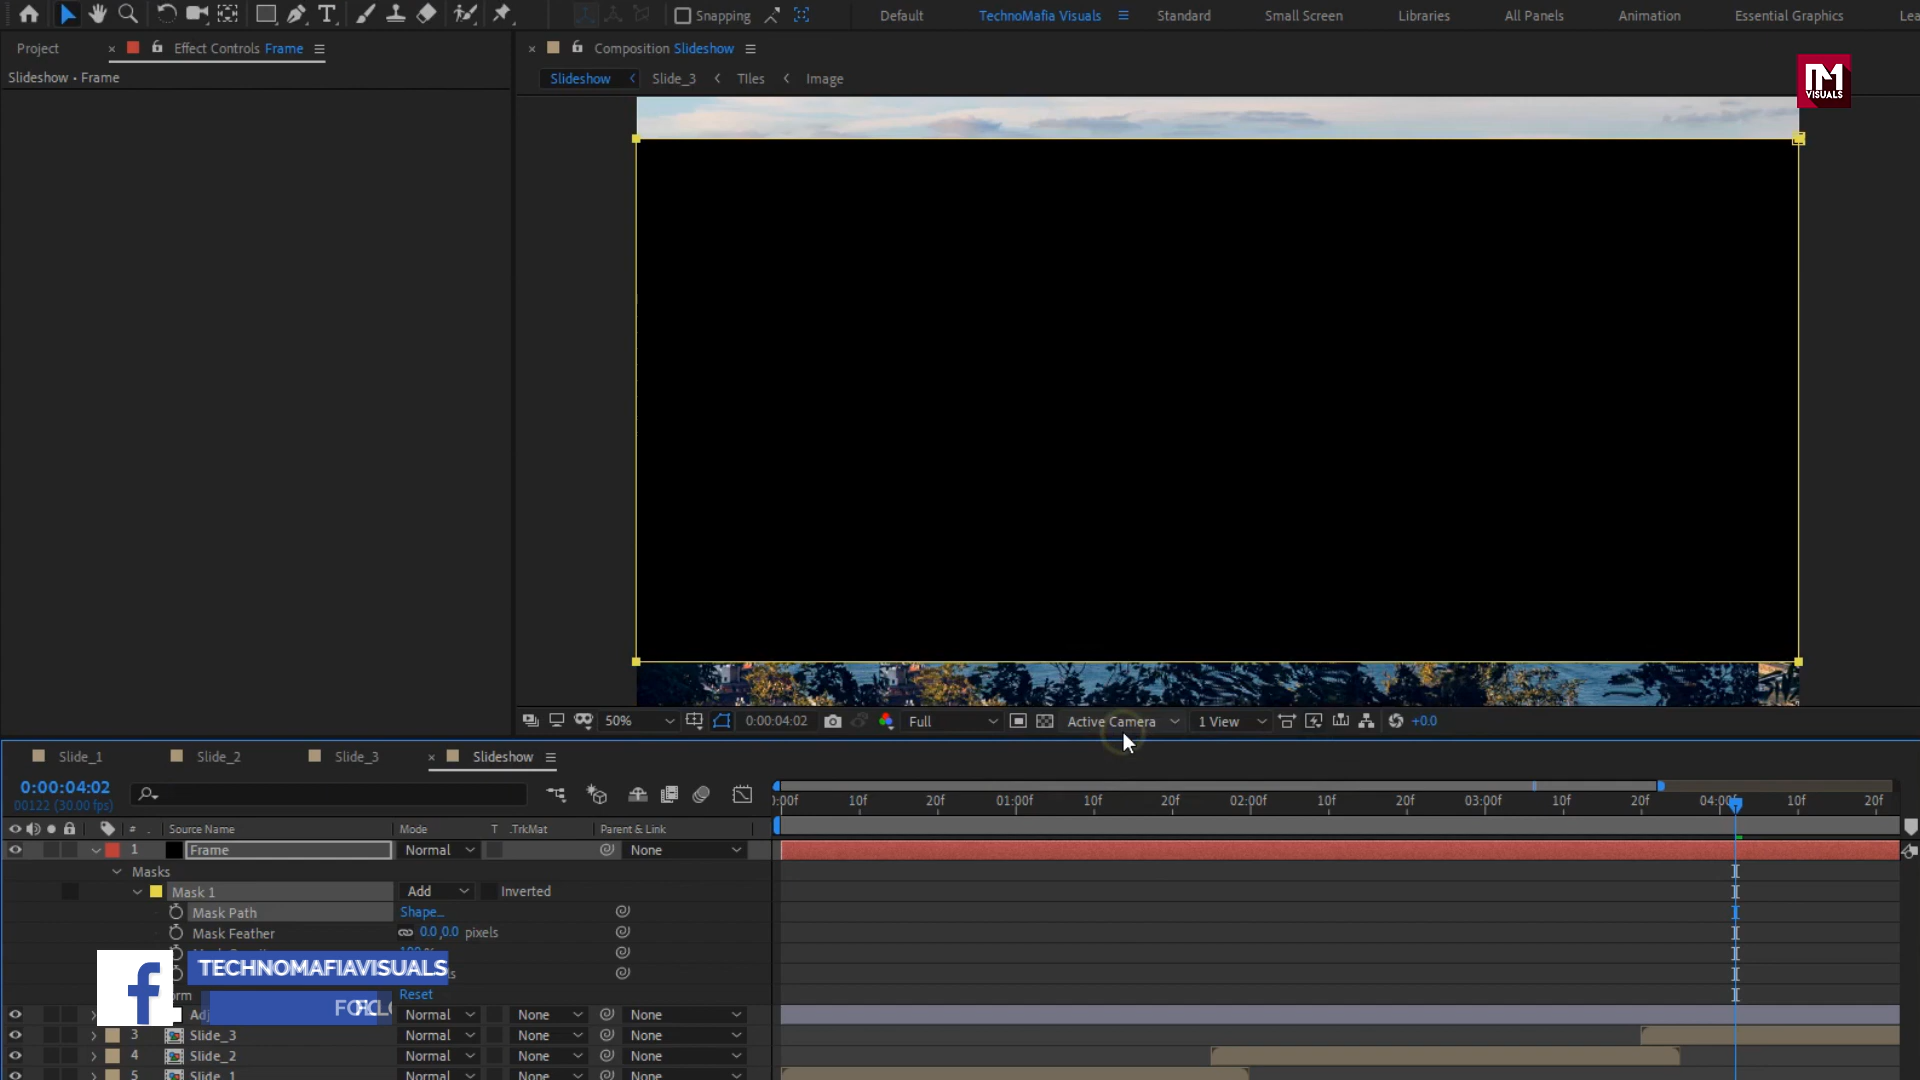 Snapping
Default
TechnoMafia Visuals
Standard
Small Screen
Libraries
All Panels
Animation
Essential Graphics
Lea
Project
× Effect Controls Frame
× Composition Slideshow
Slideshow • Frame
Slideshow
Slide_3
TIles
Image
VISUALS
50%
0:00:04:02
Full
Active Camera
1 View
+0.0
Slide_1
Slide_2
Slide_3
× Slideshow
0:00:04:02
00122 (30.00 fps)
):00f 10f 20f 01:00f 10f 20f 02:00f 10f 20f 03:00f 10f 20f 04:00f 10f 20f
# Source Name Mode T .TrkMat Parent & Link
1 Frame Normal None
Masks
Mask 1 Add Inverted
Mask Path Shape...
Mask Feather 0.0,0.0 pixels
TECHNOMAFIAVISUALS
Reset
Adj Normal None None
3 Slide_3 Normal None None
4 Slide_2 Normal None None
5 Slide_1 Normal None None